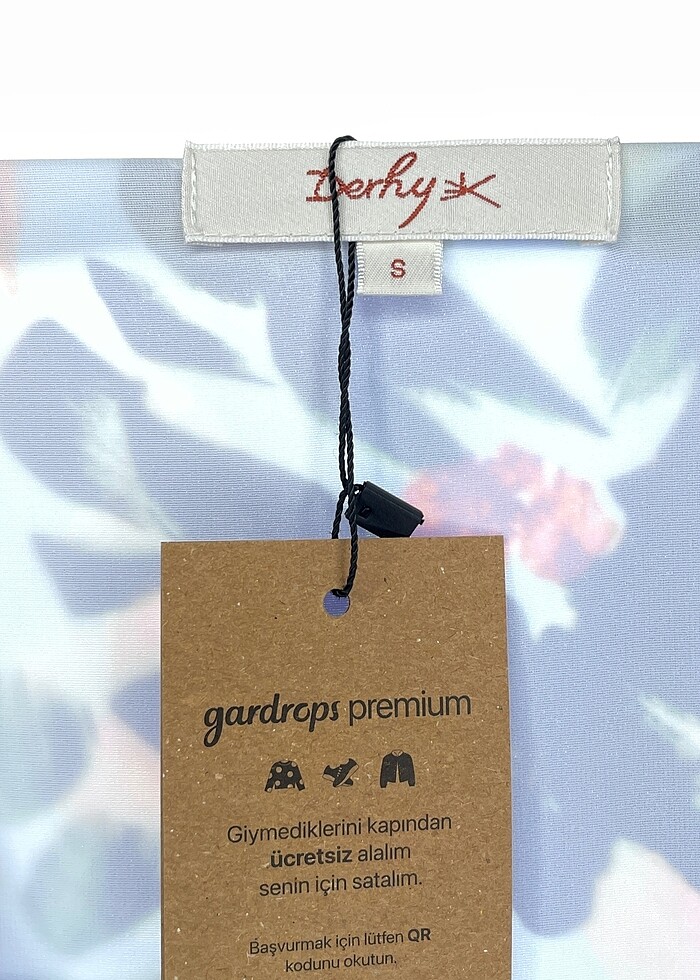 Derhy
S
gardrops premium
Giymediklerini kapından
ücretsiz alalım
senin için satalım.
Başvurmak için lütfen QR
kodunu okutun.